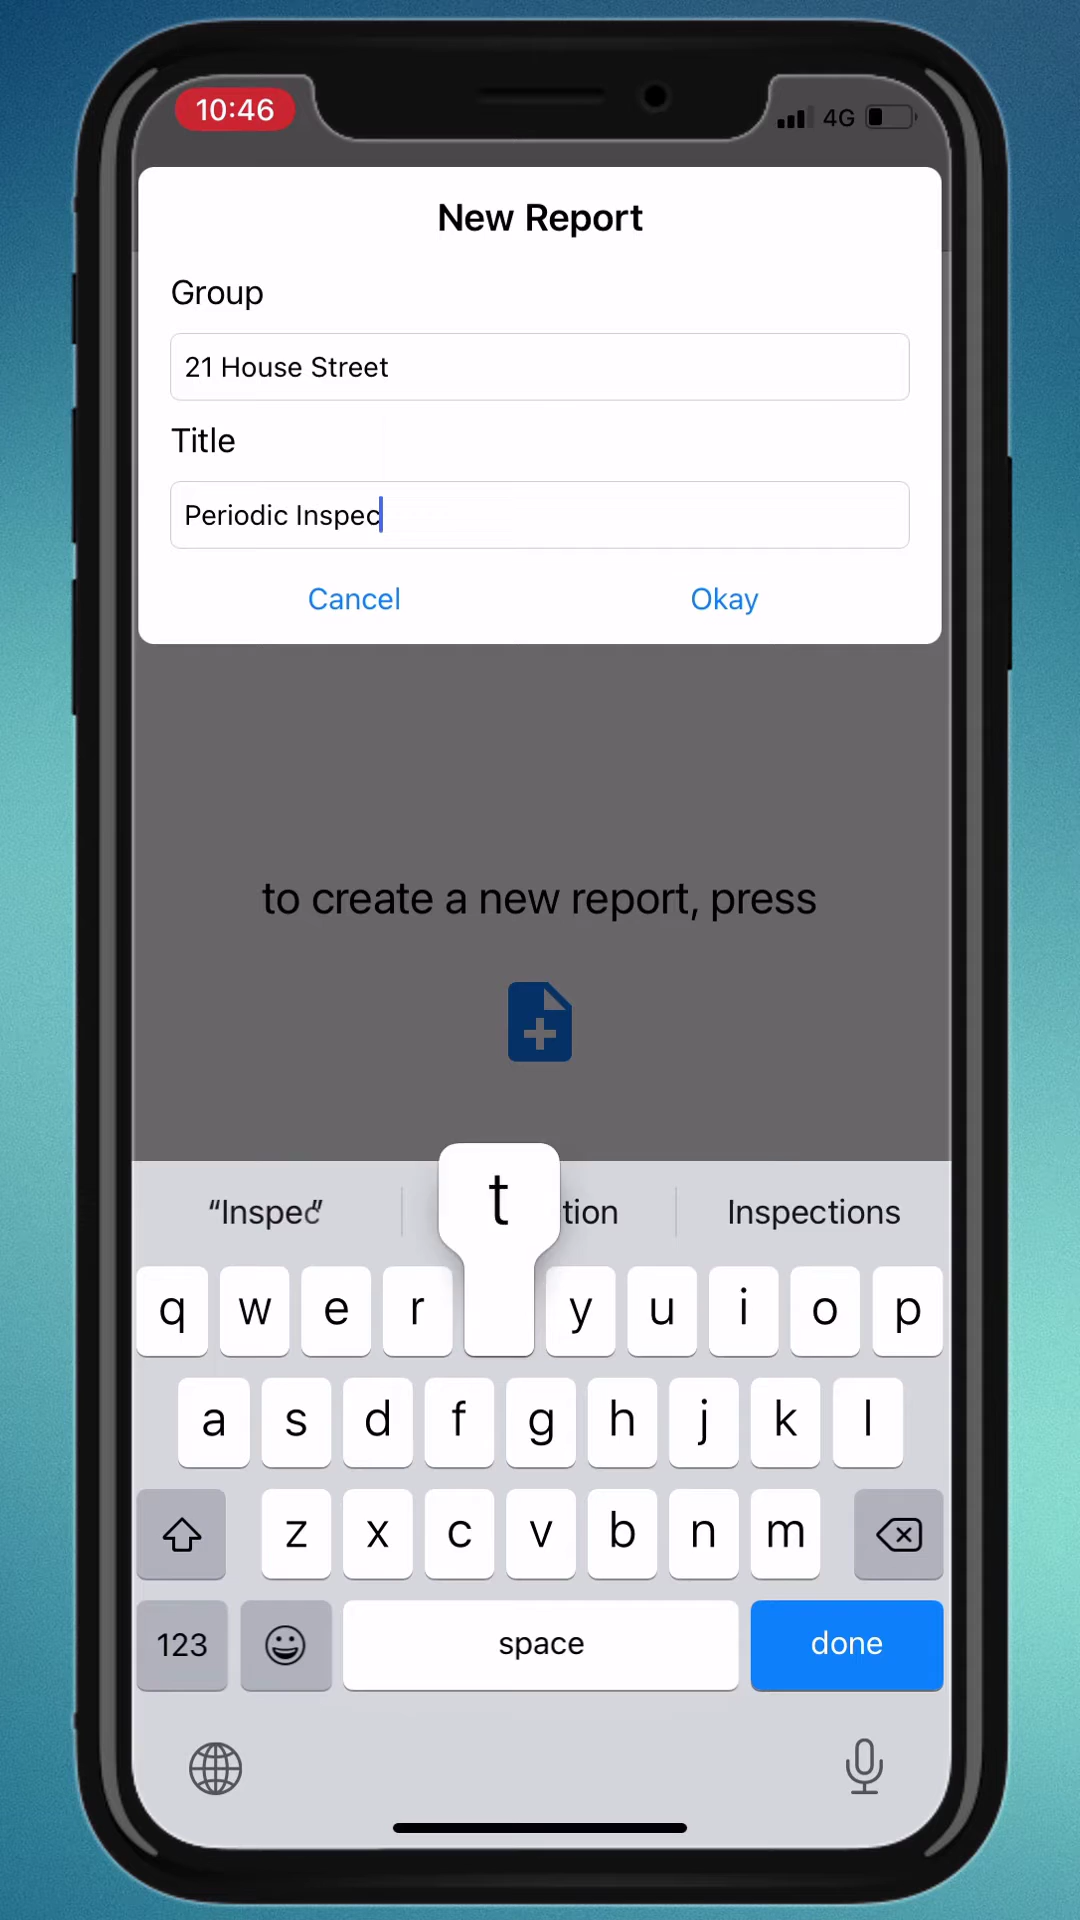 10:46
4G
New Report
Group
21 House Street
Title
Periodic Inspec
Cancel Okay
to create a new report, press
“Inspec” tion Inspections
t
q w e r y u i o p
a s d f g h j k l
z x c v b n m
123 space done